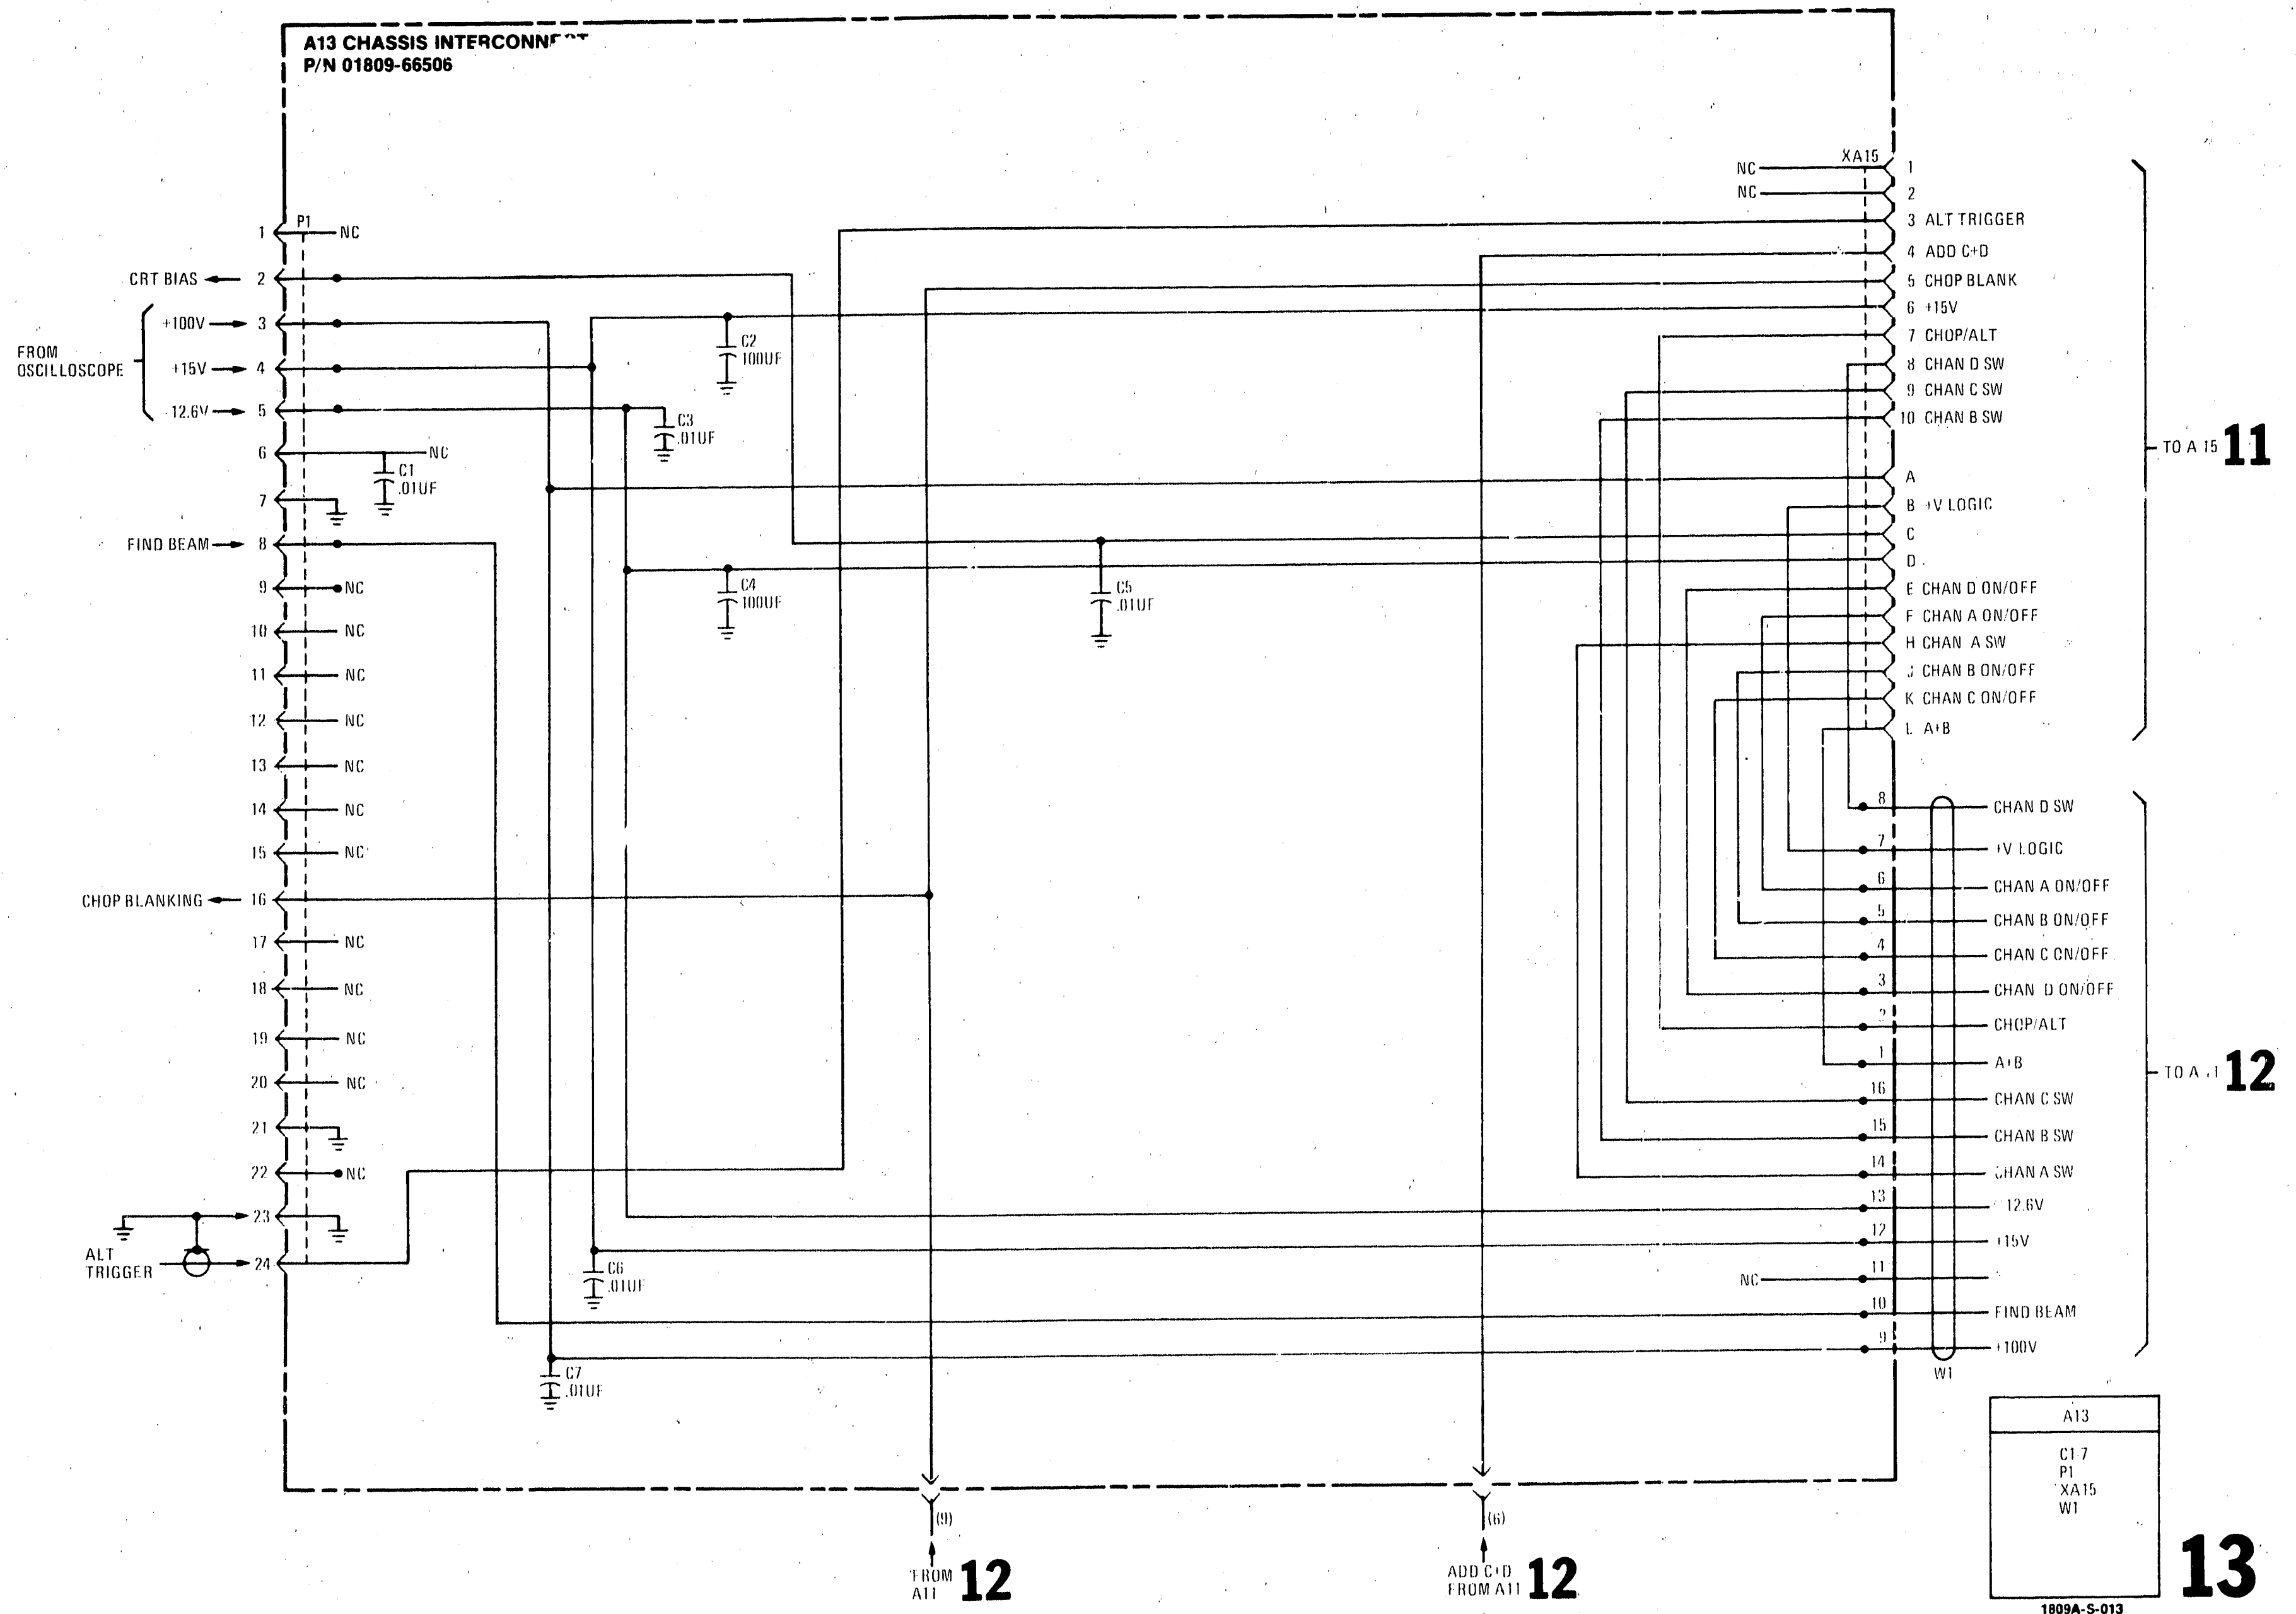 A13 CHASSIS INTERCONNECT
P/N 01809-66506
P1
1 NC
CRT BIAS 2
FROM
OSCILLOSCOPE
+100V 3
+15V 4
12.6V 5
6 NC
7
FIND BEAM 8
9 NC
10 NC
11 NC
12 NC
13 NC
14 NC
15 NC
CHOP BLANKING 16
17 NC
18 NC
19 NC
20 NC
21
22 NC
23
ALT
TRIGGER
24
C1
.01UF
C2
100UF
C3
.01UF
C4
100UF
C5
.01UF
C6
.01UF
C7
.01UF
XA15
NC 1
NC 2
3 ALT TRIGGER
4 ADD C+D
5 CHOP BLANK
6 +15V
7 CHOP/ALT
8 CHAN D SW
9 CHAN C SW
10 CHAN B SW
A
B +V LOGIC
C
D
E CHAN D ON/OFF
F CHAN A ON/OFF
H CHAN A SW
J CHAN B ON/OFF
K CHAN C ON/OFF
L A+B
TO A 15 11
8 CHAN D SW
7 +V LOGIC
6 CHAN A ON/OFF
5 CHAN B ON/OFF
4 CHAN C ON/OFF
3 CHAN D ON/OFF
2 CHOP/ALT
1 A+B
16 CHAN C SW
15 CHAN B SW
14 CHAN A SW
13 12.6V
12 +15V
NC 11
10 FIND BEAM
9 +100V
W1
TO A 12
(9)
FROM
A11
12
(6)
ADD C+D
FROM A11
12
A13
C1-7
P1
XA15
W1
13
1809A-S-013